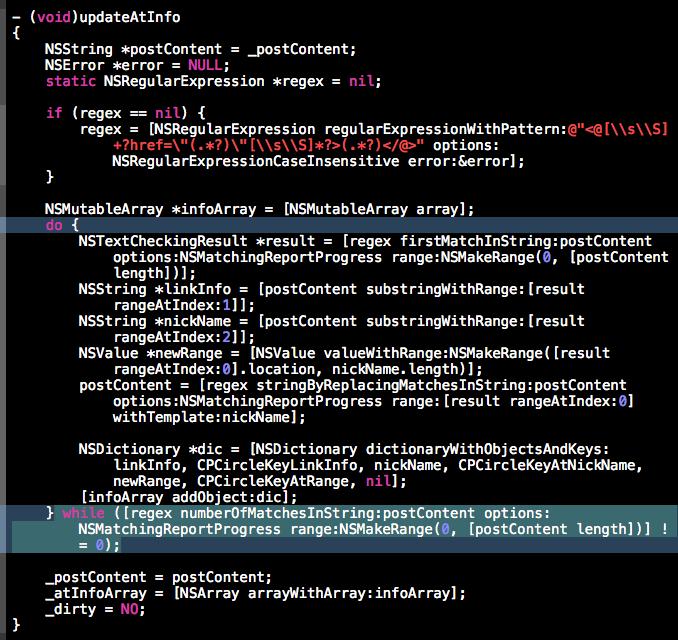 - (void)updateAtInfo
{
NSString *postContent = _postContent;
NSError *error = NULL;
static NSRegularExpression *regex = nil;
if (regex == nil) {
regex = [NSRegularExpression regularExpressionWithPattern:@"<@[\\s\\S]
+?href=\"(.*?)\"[\\s\\S]*?>(.*?)</@>" options:
NSRegularExpressionCaseInsensitive error:&error];
}
NSMutableArray *infoArray = [NSMutableArray array];
do {
NSTextCheckingResult *result = [regex firstMatchInString:postContent
options:NSMatchingReportProgress range:NSMakeRange(0, [postContent
length])];
NSString *linkInfo = [postContent substringWithRange:[result
rangeAtIndex:1]];
NSString *nickName = [postContent substringWithRange:[result
rangeAtIndex:2]];
NSValue *newRange = [NSValue valueWithRange:NSMakeRange([result
rangeAtIndex:0].location, nickName.length)];
postContent = [regex stringByReplacingMatchesInString:postContent
options:NSMatchingReportProgress range:[result rangeAtIndex:0]
withTemplate:nickName];
NSDictionary *dic = [NSDictionary dictionaryWithObjectsAndKeys:
linkInfo, CPCircleKeyLinkInfo, nickName, CPCircleKeyAtNickName,
newRange, CPCircleKeyAtRange, nil];
[infoArray addObject:dic];
} while ([regex numberOfMatchesInString:postContent options:
NSMatchingReportProgress range:NSMakeRange(0, [postContent length])] !
= 0);
_postContent = postContent;
_atInfoArray = [NSArray arrayWithArray:infoArray];
_dirty = NO;
}